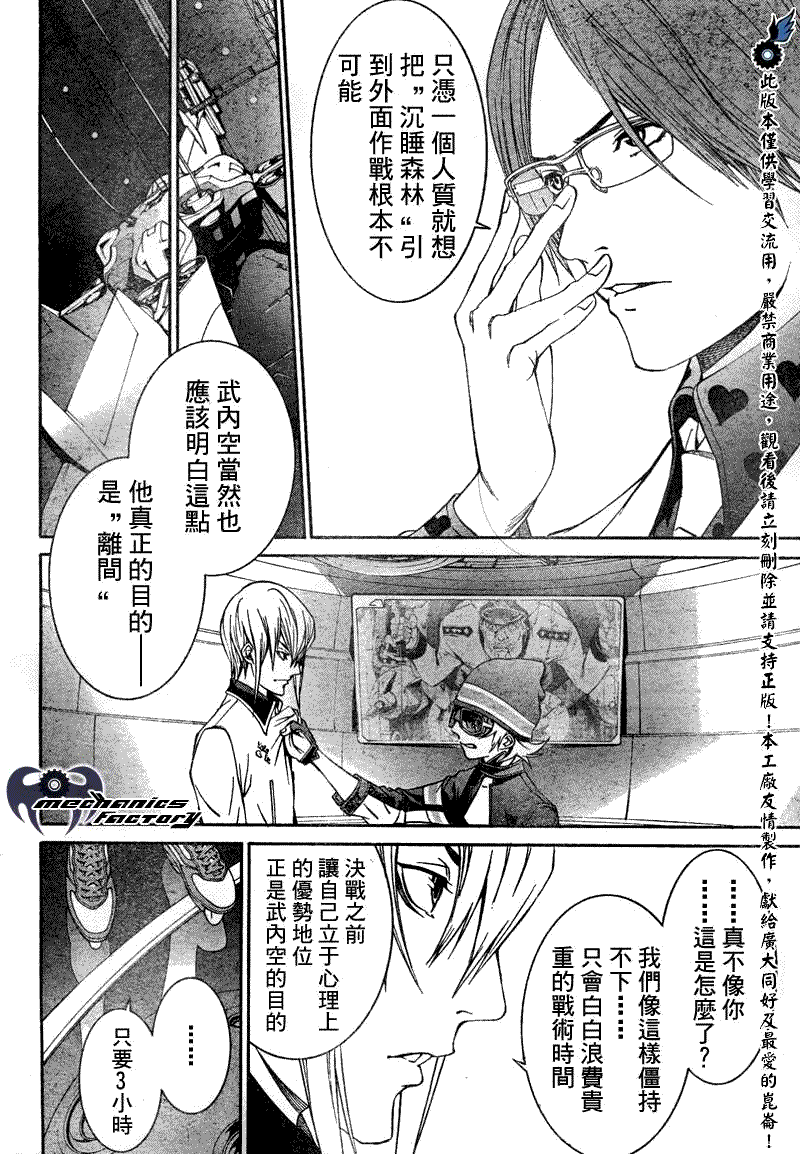 只憑一個人質就想
把”沉睡森林“引
到外面作戰根本不
可能
武內空當然也
應該明白這點
他真正的目的——
是”離間“
mechanics
factory
……真不像你
……這是怎麼了?
我們像這樣僵持
不下……
只會白白浪費貴
重的戰術時間
決戰之前
讓自己立于心理上
的優勢地位
正是武內空的目的
……
……
只要3小時
此版本僅供學習交流用，嚴禁商業用途，觀看後請立刻刪除並請支持正版！本工廠友情製作，獻給廣大同好及最愛的崑崙！